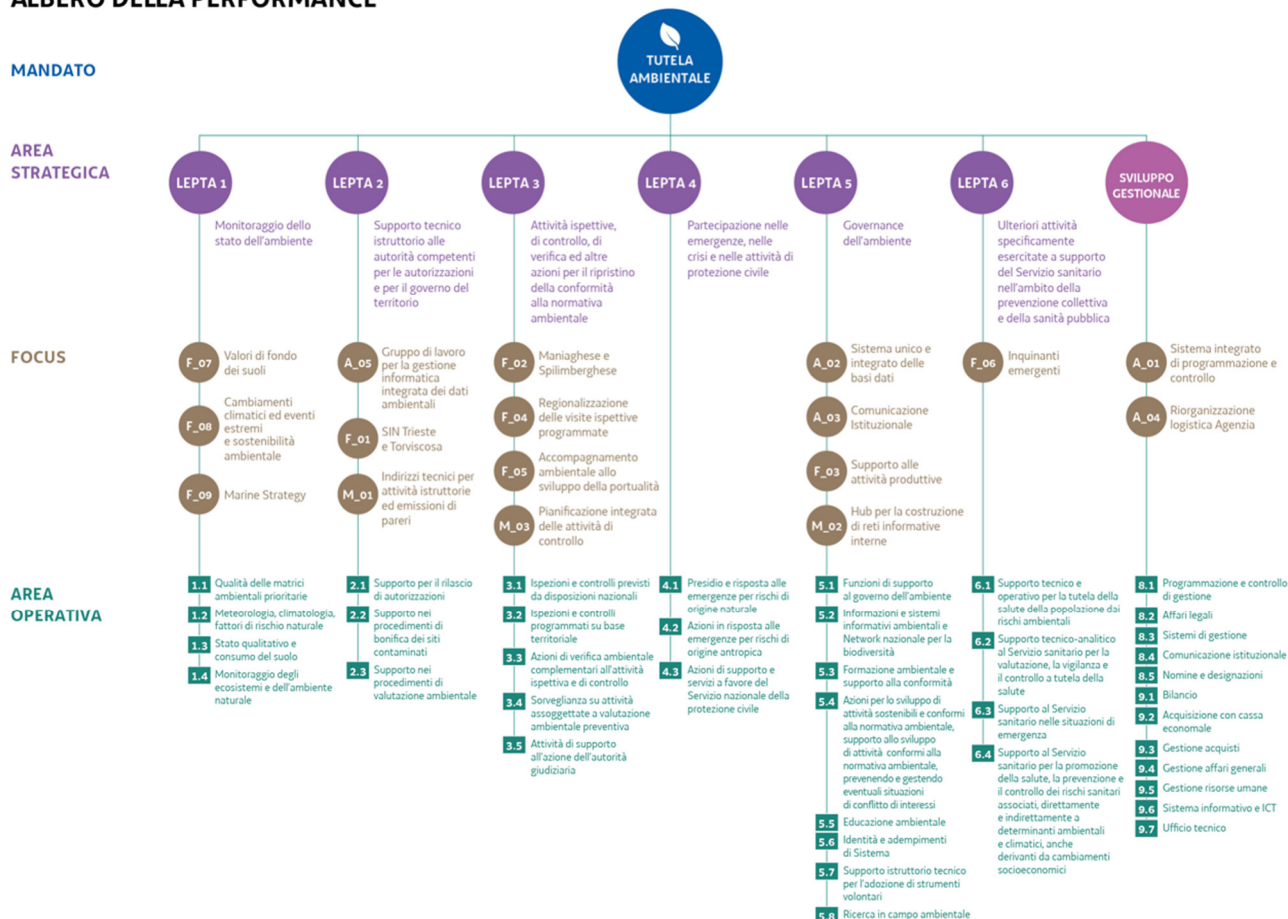 ALBERO DELLA PERFORMANCE
MANDATO
TUTELA
AMBIENTALE
AREA
STRATEGICA
LEPTA 1
Monitoraggio dello
stato dell'ambiente
LEPTA 2
Supporto tecnico
istruttorio alle
autorità competenti
per le autorizzazioni
e per il governo del
territorio
LEPTA 3
Attività ispettive,
di controllo, di
verifica ed altre
azioni per il ripristino
della conformità
alla normativa
ambientale
LEPTA 4
Partecipazione nelle
emergenze, nelle
crisi e nelle attività di
protezione civile
LEPTA 5
Governance
dell'ambiente
LEPTA 6
Ulteriori attività
specificamente
esercitate a supporto
del Servizio sanitario
nell'ambito della
prevenzione collettiva
e della sanità pubblica
SVILUPPO
GESTIONALE
FOCUS
F_07 Valori di fondo
dei suoli
F_08 Cambiamenti
climatici ed eventi
estremi
e sostenibilità
ambientale
F_09 Marine Strategy
A_05 Gruppo di lavoro
per la gestione
informatica
integrata dei dati
ambientali
F_01 SIN Trieste
e Torviscosa
M_01 Indirizzi tecnici per
attività istruttorie
ed emissioni di
pareri
F_02 Maniaghese e
Spilimberghese
F_04 Regionalizzazione
delle visite ispettive
programmate
F_05 Accompagnamento
ambientale allo
sviluppo della portualità
M_03 Pianificazione integrata
delle attività di
controllo
A_02 Sistema unico e
integrato delle
basi dati
A_03 Comunicazione
Istituzionale
F_03 Supporto alle
attività produttive
M_02 Hub per la costruzione
di reti informative
interne
F_06 Inquinanti
emergenti
A_01 Sistema integrato
di programmazione e
controllo
A_04 Riorganizzazione
logistica Agenzia
AREA
OPERATIVA
1.1 Qualità delle matrici
ambientali prioritarie
1.2 Meteorologia, climatologia,
fattori di rischio naturale
1.3 Stato qualitativo e
consumo del suolo
1.4 Monitoraggio degli
ecosistemi e dell'ambiente
naturale
2.1 Supporto per il rilascio
di autorizzazioni
2.2 Supporto nei
procedimenti di
bonifica dei siti
contaminati
2.3 Supporto nei
procedimenti di
valutazione ambientale
3.1 Ispezioni e controlli previsti
da disposizioni nazionali
3.2 Ispezioni e controlli
programmati su base
territoriale
3.3 Azioni di verifica ambientale
complementari all'attività
ispettiva e di controllo
3.4 Sorveglianza su attività
assoggettate a valutazione
ambientale preventiva
3.5 Attività di supporto
all'azione dell'autorità
giudiziaria
4.1 Presidio e risposta alle
emergenze per rischi di
origine naturale
4.2 Azioni in risposta alle
emergenze per rischi di
origine antropica
4.3 Azioni di supporto e
servizi a favore del
Servizio nazionale della
protezione civile
5.1 Funzioni di supporto
al governo dell'ambiente
5.2 Informazioni e sistemi
informativi ambientali e
Network nazionale per la
biodiversità
5.3 Formazione ambientale e
supporto alla conformità
5.4 Azioni per lo sviluppo di
attività sostenibili e conformi
alla normativa ambientale,
supporto allo sviluppo
di attività conformi alla
normativa ambientale,
prevenendo e gestendo
eventuali situazioni
di conflitto di interessi
5.5 Educazione ambientale
5.6 Identità e adempimenti
di Sistema
5.7 Supporto istruttorio tecnico
per l'adozione di strumenti
volontari
5.8 Ricerca in campo ambientale
6.1 Supporto tecnico e
operativo per la tutela della
salute della popolazione dai
rischi ambientali
6.2 Supporto tecnico-analitico
al Servizio sanitario per la
valutazione, la vigilanza e
il controllo a tutela della
salute
6.3 Supporto al Servizio
sanitario nelle situazioni di
emergenza
6.4 Supporto al Servizio
sanitario per la promozione
della salute, la prevenzione e
il controllo dei rischi sanitari
associati, direttamente
e indirettamente a
determinanti ambientali
e climatici, anche
derivanti da cambiamenti
socioeconomici
8.1 Programmazione e controllo
di gestione
8.2 Affari legali
8.3 Sistemi di gestione
8.4 Comunicazione istituzionale
8.5 Nomine e designazioni
9.1 Bilancio
9.2 Acquisizione con cassa
economale
9.3 Gestione acquisti
9.4 Gestione affari generali
9.5 Gestione risorse umane
9.6 Sistema informativo e ICT
9.7 Ufficio tecnico